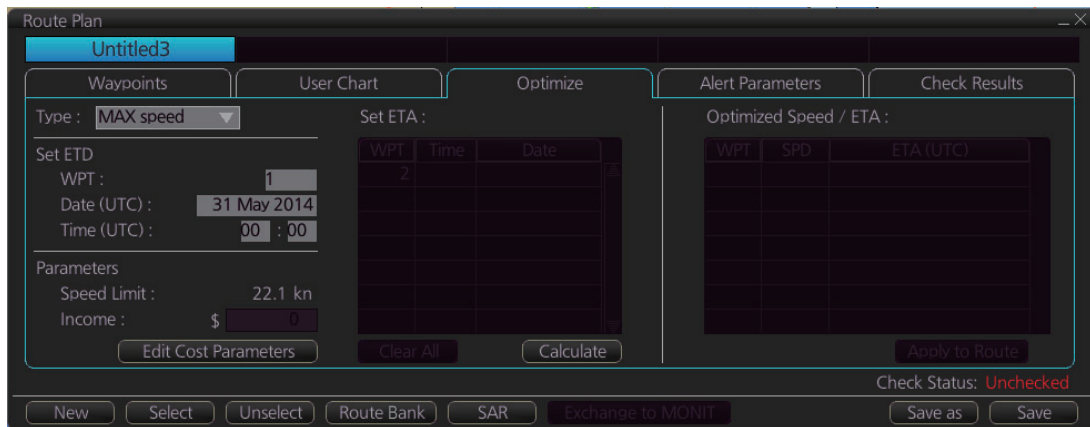 Route Plan
Untitled3
Waypoints User Chart Optimize Alert Parameters Check Results
Type : MAX speed Set ETA : Optimized Speed / ETA :
Set ETD WPT Time Date WPT SPD ETA (UTC)
WPT : 1 2
Date (UTC) : 31 May 2014
Time (UTC) : 00 : 00
Parameters
Speed Limit : 22.1 kn
Income : $ 0
Edit Cost Parameters Clear All Calculate Apply to Route
Check Status: Unchecked
New Select Unselect Route Bank SAR Exchange to MONIT Save as Save